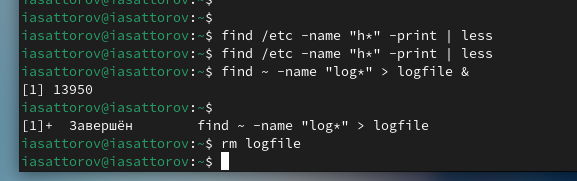 iasattorov@iasattorov:~$
iasattorov@iasattorov:~$
iasattorov@iasattorov:~$ find /etc -name "h*" -print | less
iasattorov@iasattorov:~$ find /etc -name "h*" -print | less
iasattorov@iasattorov:~$ find ~ -name "log*" > logfile &
[1] 13950
iasattorov@iasattorov:~$
[1]+  Завершён        find ~ -name "log*" > logfile
iasattorov@iasattorov:~$ rm logfile
iasattorov@iasattorov:~$